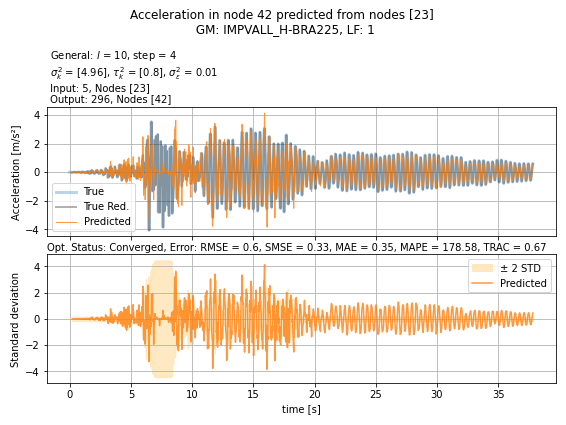 Acceleration in node 42 predicted from nodes [23]
GM: IMPVALL_H-BRA225, LF: 1
General: l = 10, step = 4
σ²ₖ = [4.96], τ²ₖ = [0.8], σ²ε = 0.01
Input: 5, Nodes [23]
Output: 296, Nodes [42]
Acceleration [m/s²]
4
2
0
−2
−4
True
True Red.
Predicted
Opt. Status: Converged, Error: RMSE = 0.6, SMSE = 0.33, MAE = 0.35, MAPE = 178.58, TRAC = 0.67
Standard deviation
4
2
0
−2
−4
± 2 STD
Predicted
0 5 10 15 20 25 30 35
time [s]